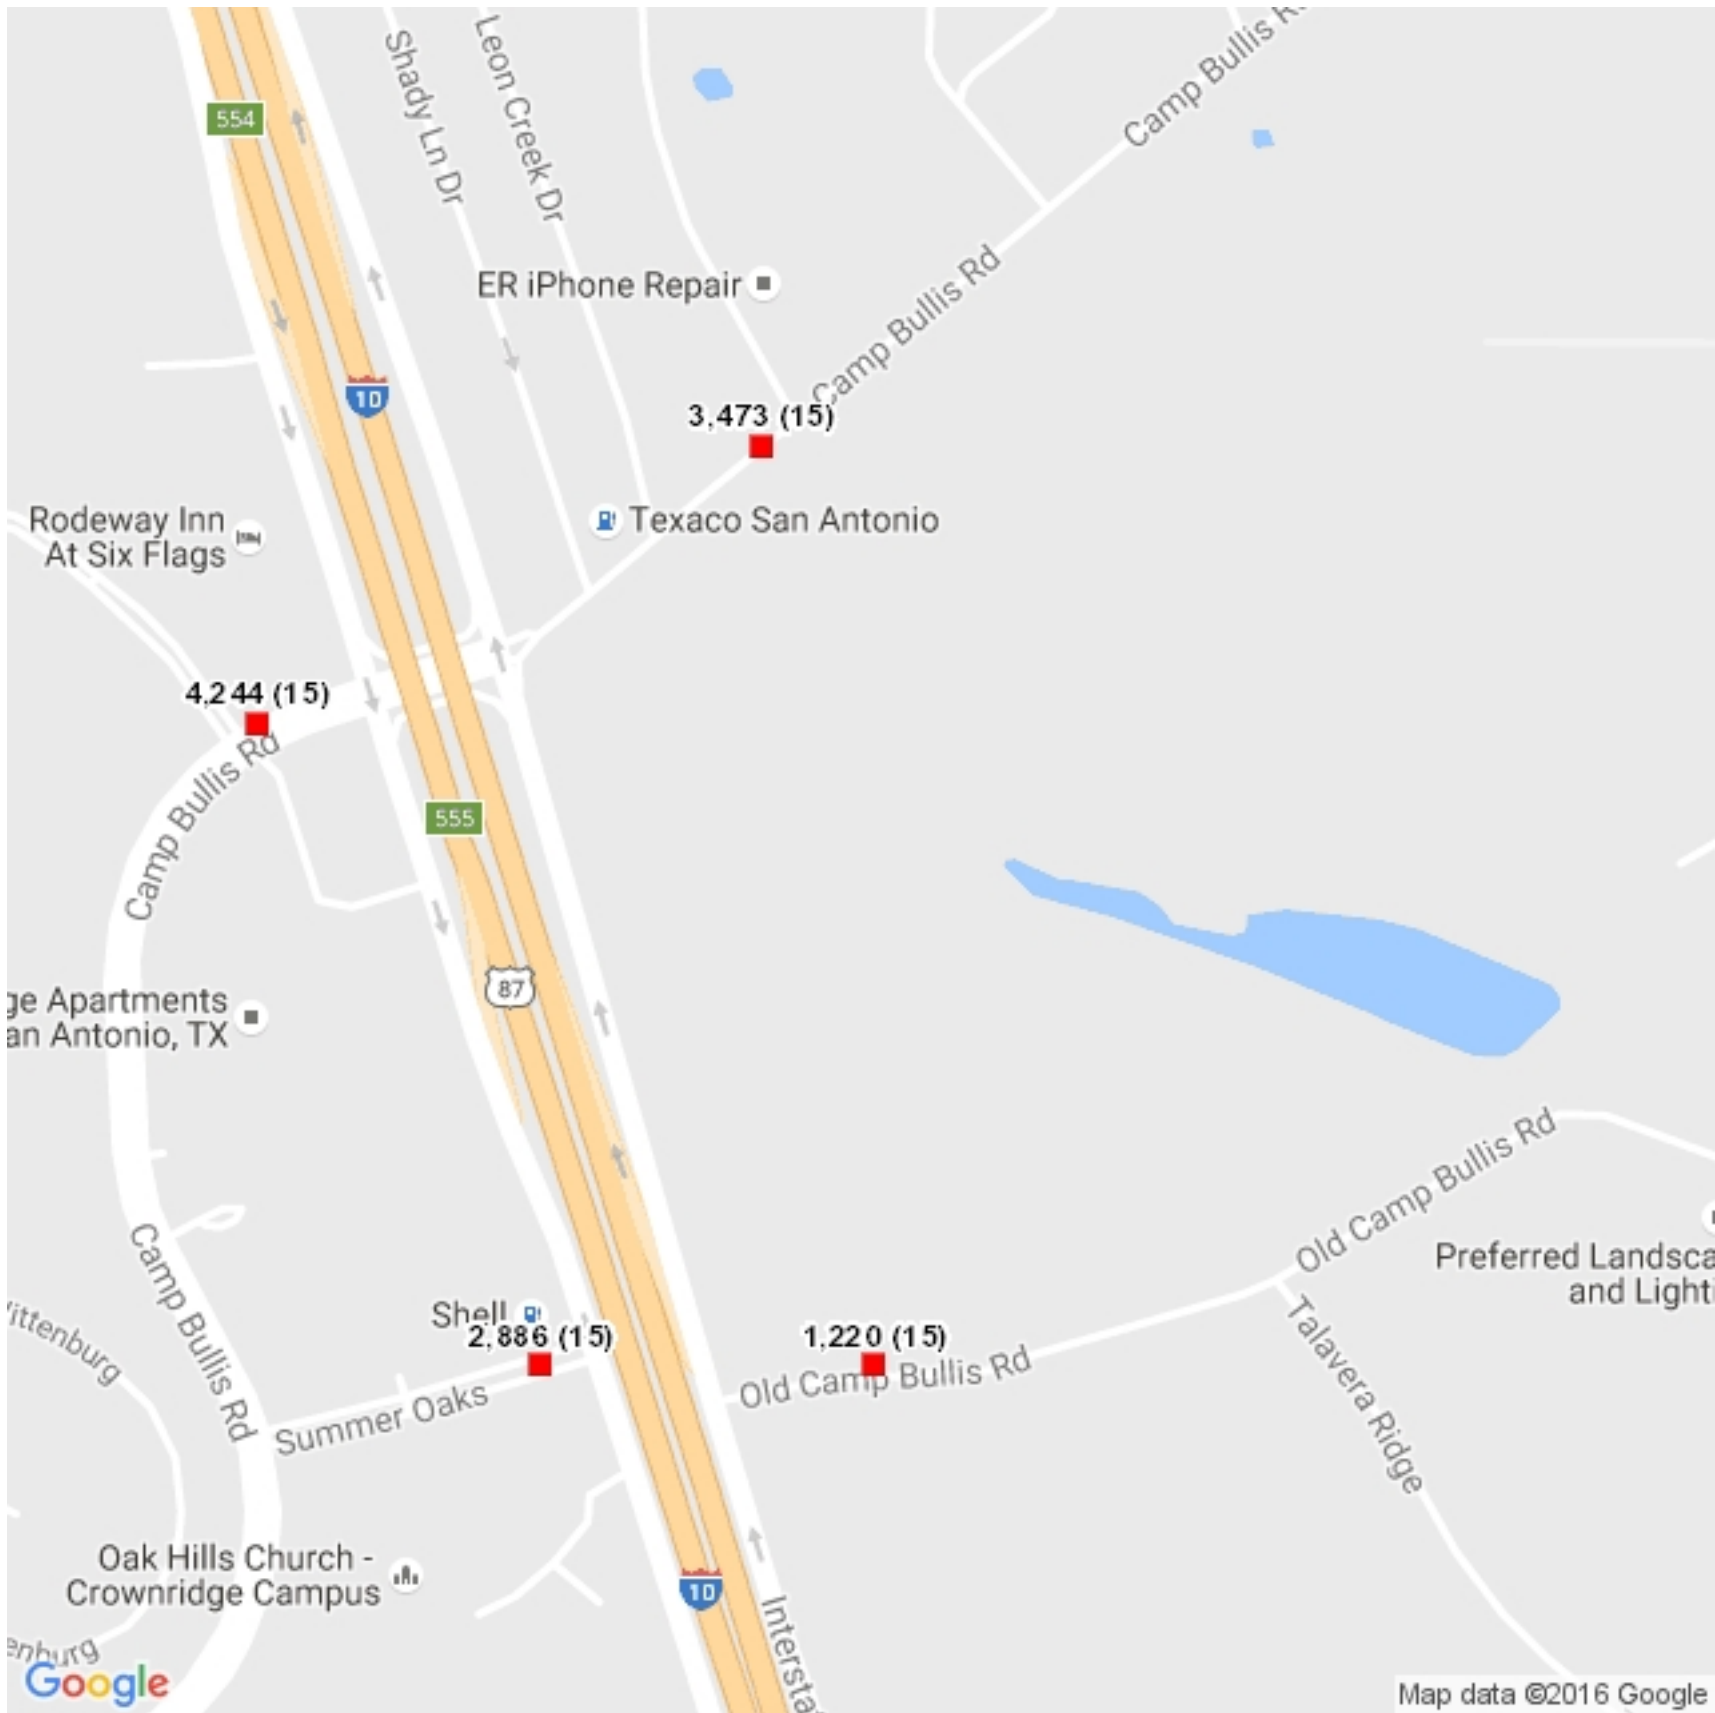 Camp Bullis Rd
Shady Ln Dr
Leon Creek Dr
554
ER iPhone Repair
Camp Bullis Rd
10
3,473 (15)
Rodeway Inn
At Six Flags
Texaco San Antonio
4,244 (15)
Camp Bullis Rd
555
87
ge Apartments
an Antonio, TX
Old Camp Bullis Rd
Camp Bullis Rd
Preferred Landsca
and Lighti
Shell
2,886 (15)
1,220 (15)
ittenburg
Old Camp Bullis Rd
Talavera Ridge
Summer Oaks
Oak Hills Church -
Crownridge Campus
10
Intersta
enburg
Google
Map data ©2016 Google